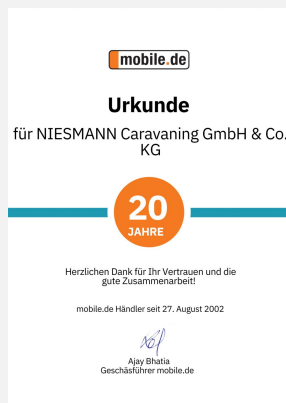 mobile.de
Urkunde
für NIESMANN Caravaning GmbH & Co.
KG
20
JAHRE
Herzlichen Dank für Ihr Vertrauen und die
gute Zusammenarbeit!
mobile.de Händler seit 27. August 2002
Ajay Bhatia
Geschäsführer mobile.de